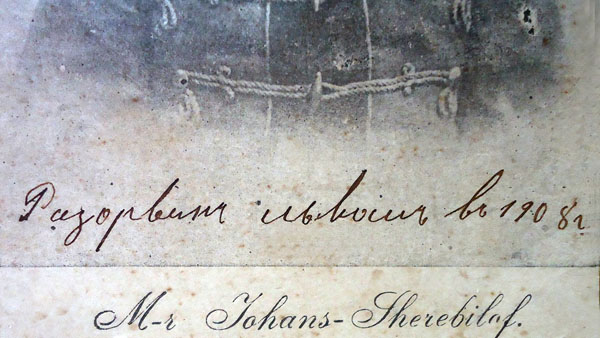 Разорванъ львомъ въ 1908 г
M-r Johans-Sherebilof.